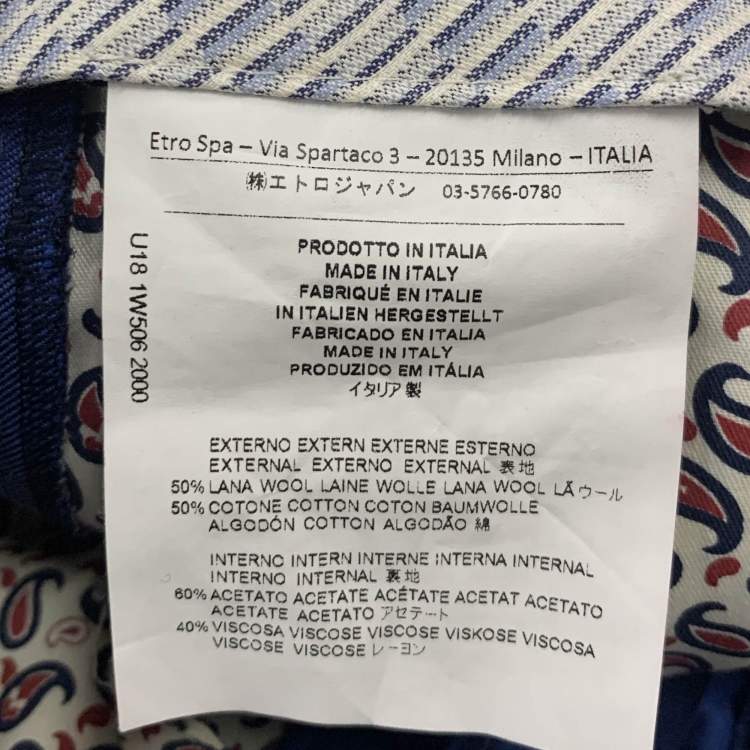 Etro Spa – Via Spartaco 3 – 20135 Milano – ITALIA
㈱エトロジャパン 03-5766-0780
U18 1W506 2000
PRODOTTO IN ITALIA
MADE IN ITALY
FABRIQUÉ EN ITALIE
IN ITALIEN HERGESTELLT
FABRICADO EN ITALIA
MADE IN ITALY
PRODUZIDO EM ITÁLIA
イタリア製
EXTERNO EXTERN EXTERNE ESTERNO
EXTERNAL EXTERNO EXTERNAL 表地
50% LANA WOOL LAINE WOLLE LANA WOOL LÃ ウール
50% COTONE COTTON COTON BAUMWOLLE
ALGODÓN COTTON ALGODÃO 綿
INTERNO INTERN INTERNE INTERNA INTERNAL
INTERNO INTERNAL 裏地
60% ACETATO ACETATE ACÉTATE ACETAT ACETATO
ACETATE ACETATO アセテート
40% VISCOSA VISCOSE VISCOSE VISKOSE VISCOSA
VISCOSE VISCOSE レーヨン